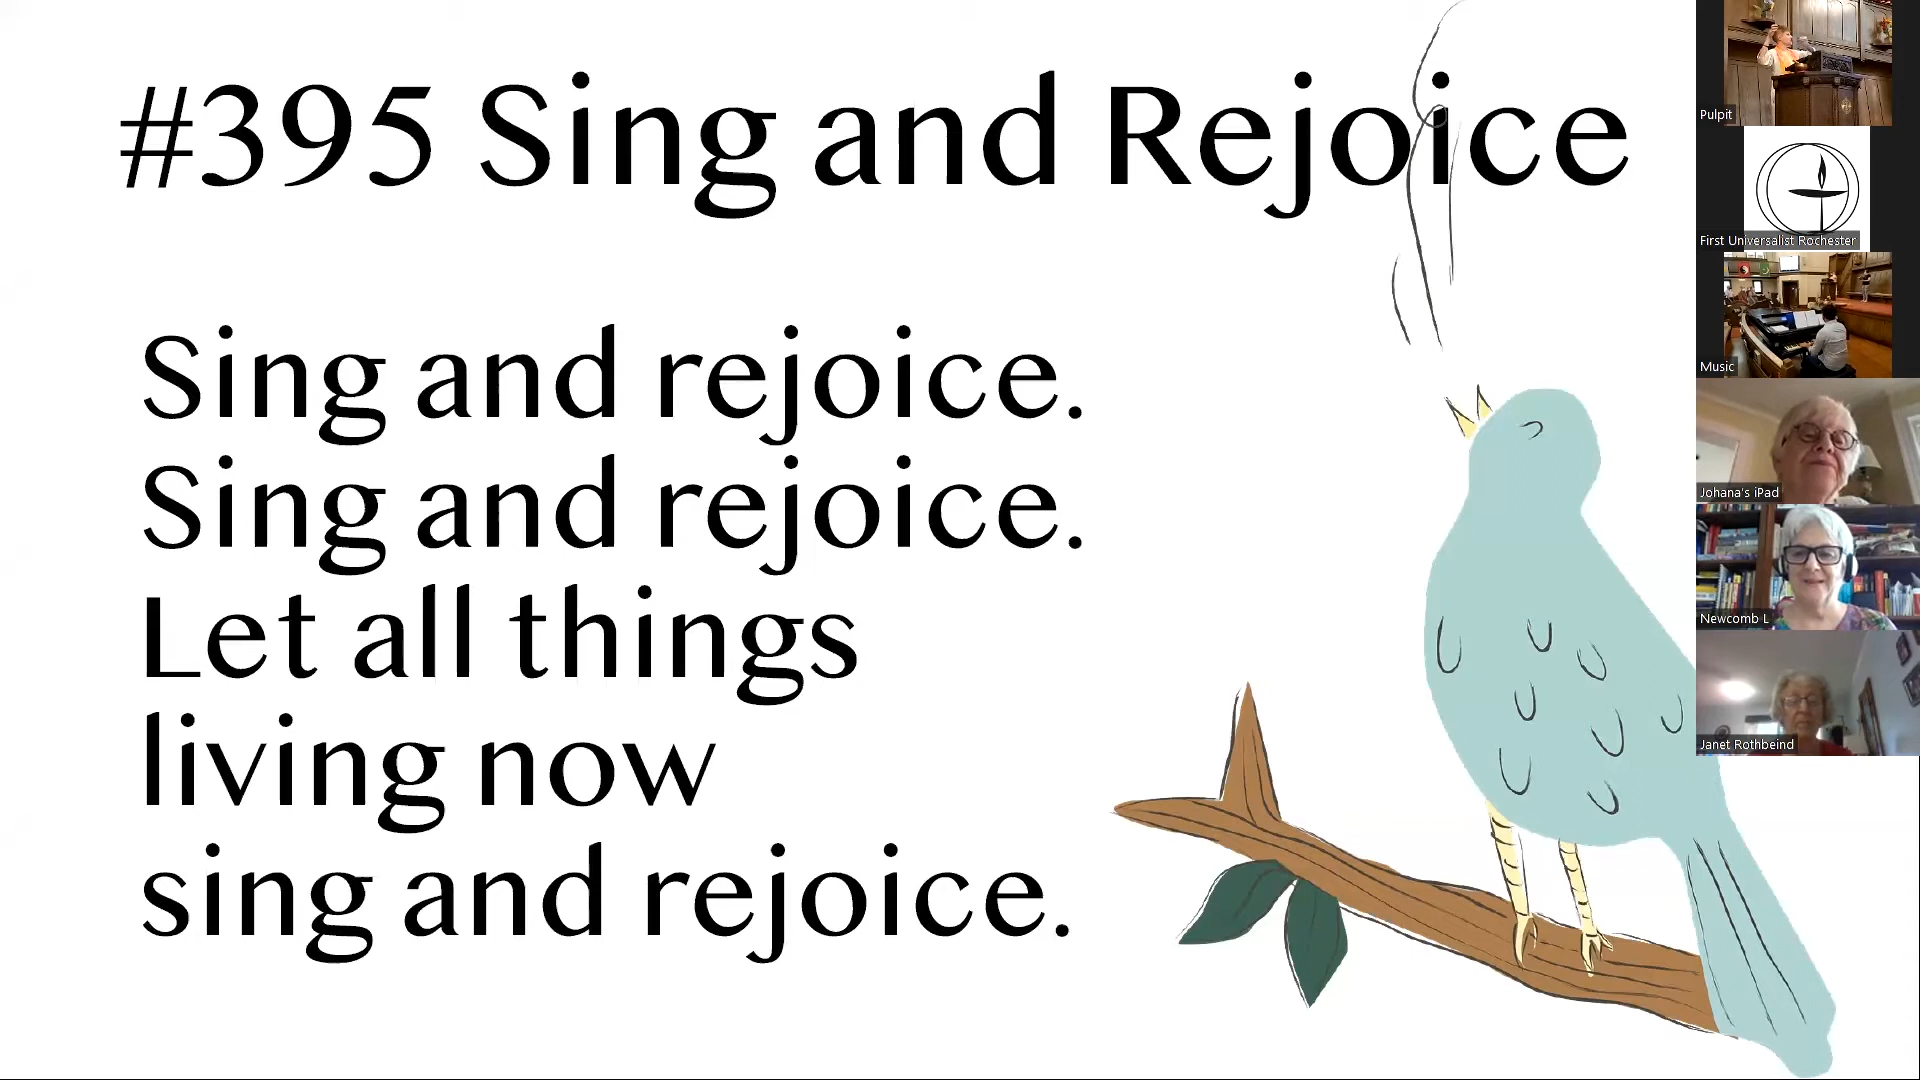 #395 Sing and Rejoice
Sing and rejoice.
Sing and rejoice.
Let all things
living now
sing and rejoice.
Pulpit
First Universalist Rochester
Music
Johana's iPad
Newcomb L
Janet Rothbeind